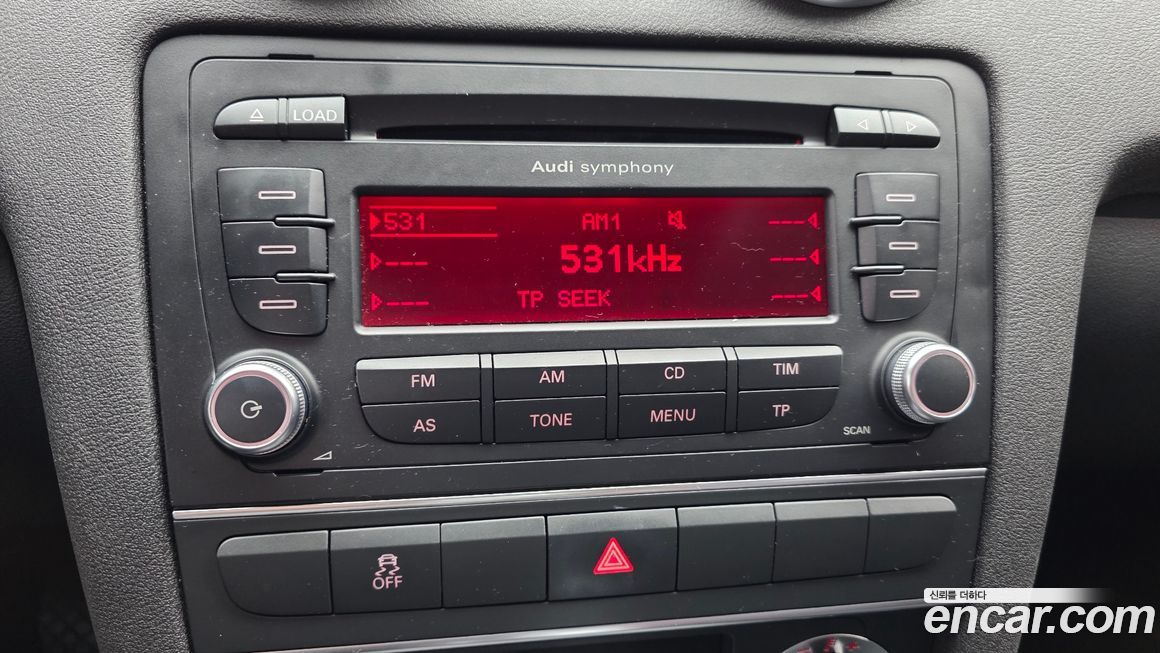 LOAD
Audi symphony
531 AM1 ---
--- 531kHz ---
--- TP SEEK ---
FM AM CD TIM
AS TONE MENU TP
SCAN
OFF
신뢰를 더하다
encar.com